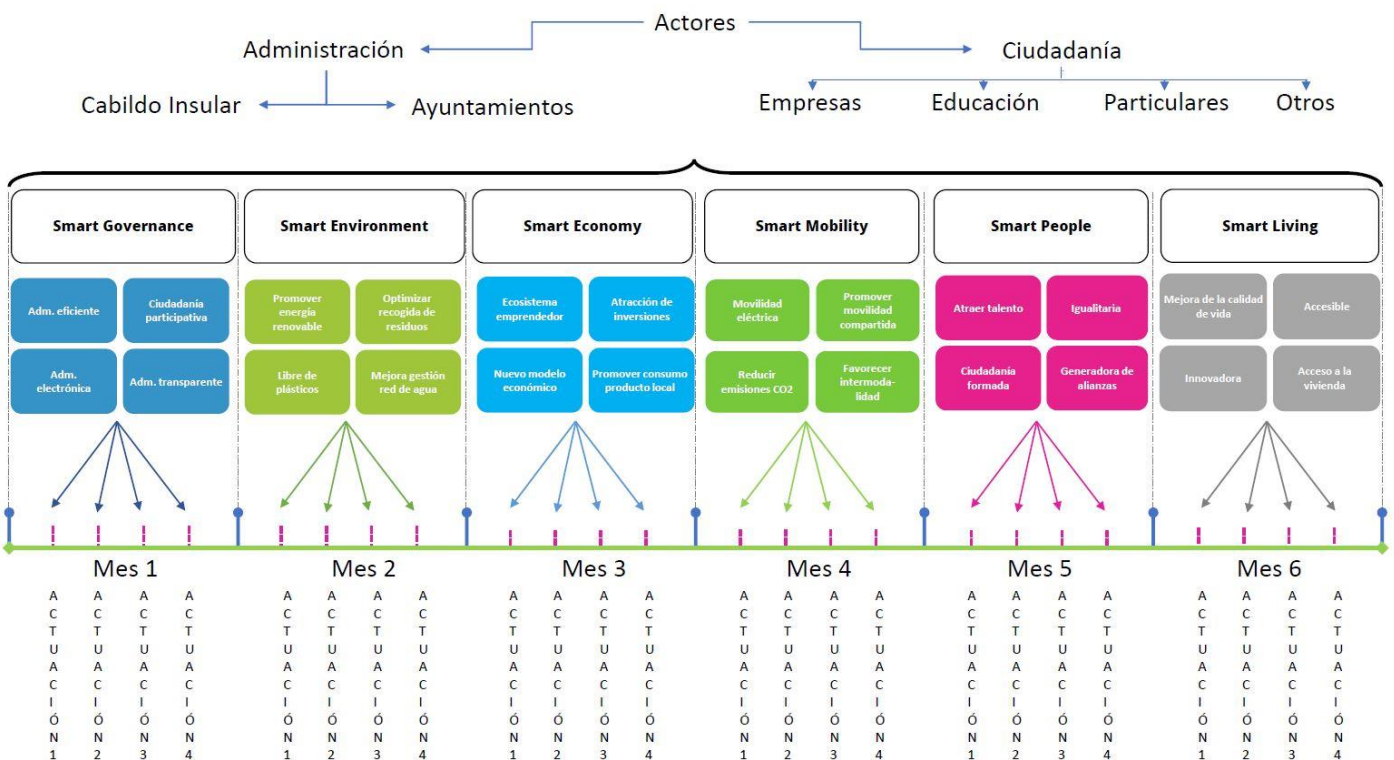 Actores
Administración
Ciudadanía
Cabildo Insular
Ayuntamientos
Empresas
Educación
Particulares
Otros
Smart Governance
Smart Environment
Smart Economy
Smart Mobility
Smart People
Smart Living
Adm. eficiente
Ciudadanía
participativa
Adm.
electrónica
Adm. transparente
Promover
energía
renovable
Optimizar
recogida de
residuos
Libre de
plásticos
Mejora gestión
red de agua
Ecosistema
emprendedor
Atracción de
inversiones
Nuevo modelo
económico
Promover consumo
producto local
Movilidad
eléctrica
Promover
movilidad
compartida
Reducir
emisiones CO2
Favorecer
intermoda-
lidad
Atraer talento
Igualitaria
Ciudadanía
formada
Generadora de
alianzas
Mejora de la calidad
de vida
Accesible
Innovadora
Acceso a la
vivienda
Mes 1
Mes 2
Mes 3
Mes 4
Mes 5
Mes 6
ACTUACIÓN 1
ACTUACIÓN 2
ACTUACIÓN 3
ACTUACIÓN 4
ACTUACIÓN 1
ACTUACIÓN 2
ACTUACIÓN 3
ACTUACIÓN 4
ACTUACIÓN 1
ACTUACIÓN 2
ACTUACIÓN 3
ACTUACIÓN 4
ACTUACIÓN 1
ACTUACIÓN 2
ACTUACIÓN 3
ACTUACIÓN 4
ACTUACIÓN 1
ACTUACIÓN 2
ACTUACIÓN 3
ACTUACIÓN 4
ACTUACIÓN 1
ACTUACIÓN 2
ACTUACIÓN 3
ACTUACIÓN 4